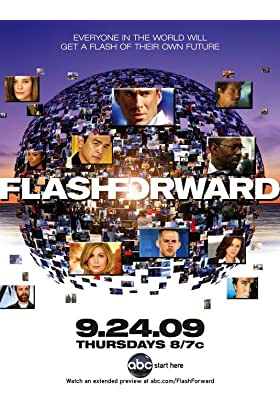 EVERYONE IN THE WORLD WILL
GET A FLASH OF THEIR OWN FUTURE
FLASHFORWARD
9.24.09
THURSDAYS 8/7c
abc start here
Watch an extended preview at abc.com/FlashForward